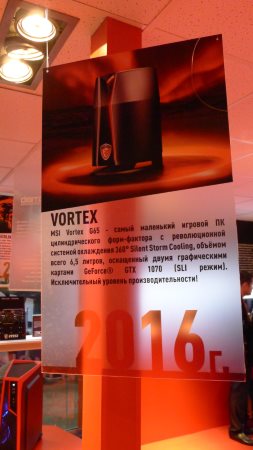 VORTEX
MSI Vortex G65 - самый маленький игровой ПК
цилиндрического форм-фактора с революционной
системой охлаждения 360° Silent Storm Cooling, объёмом
всего 6,5 литров, оснащенный двумя графическими
картами GeForce® GTX 1070 (SLI режим).
Исключительный уровень производительности!
2016г.